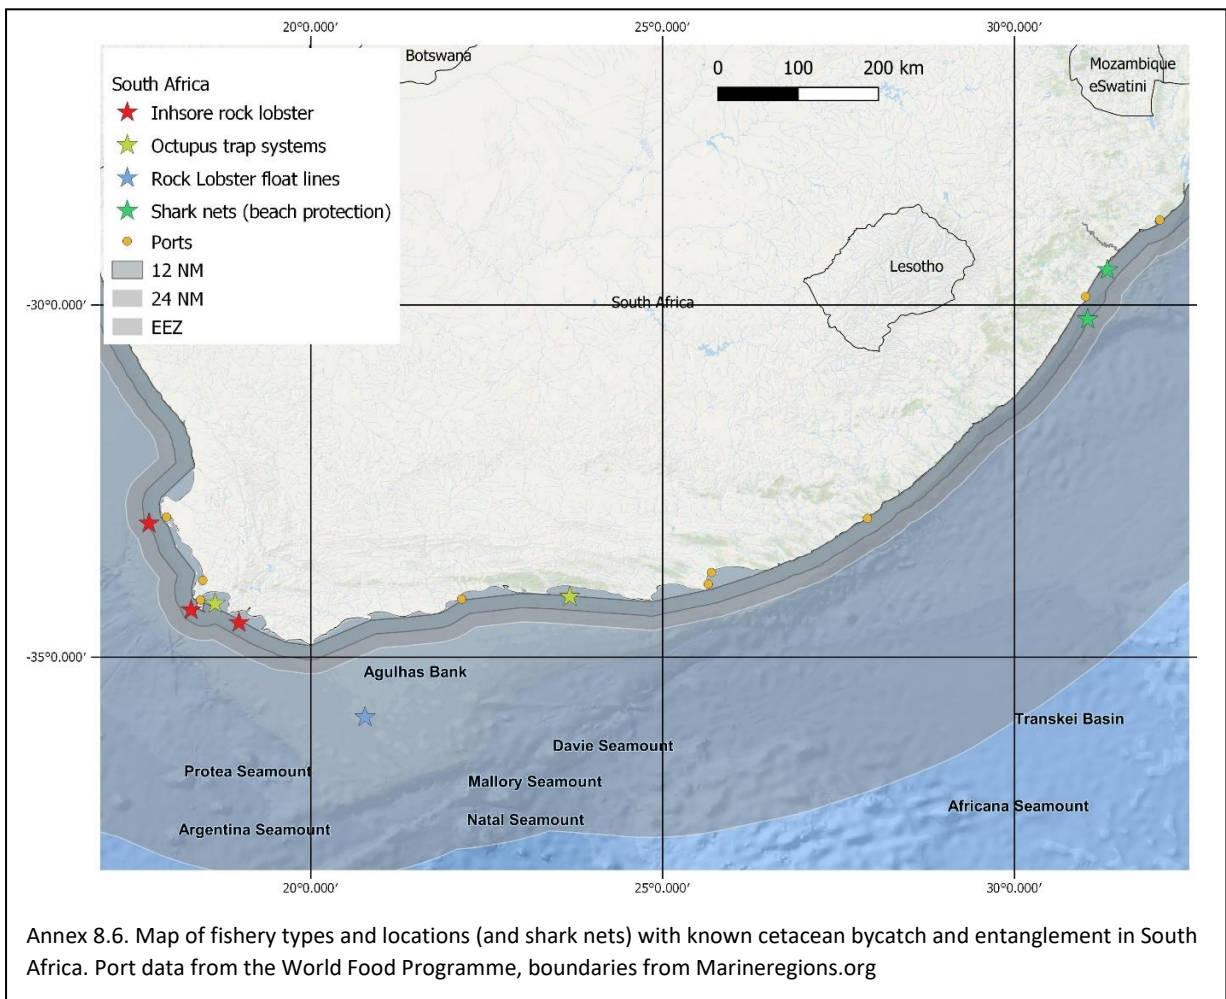 20°0.000′ 25°0.000′ 30°0.000′
Botswana
Mozambique
eSwatini
0 100 200 km
South Africa
Inhsore rock lobster
Octupus trap systems
Rock Lobster float lines
Shark nets (beach protection)
Ports
12 NM
24 NM
EEZ
Lesotho
-30°0.000′
South Africa
-35°0.000′
Agulhas Bank
Transkei Basin
Davie Seamount
Protea Seamount
Mallory Seamount
Africana Seamount
Natal Seamount
Argentina Seamount
20°0.000′ 25°0.000′ 30°0.000′
Annex 8.6. Map of fishery types and locations (and shark nets) with known cetacean bycatch and entanglement in South
Africa. Port data from the World Food Programme, boundaries from Marineregions.org